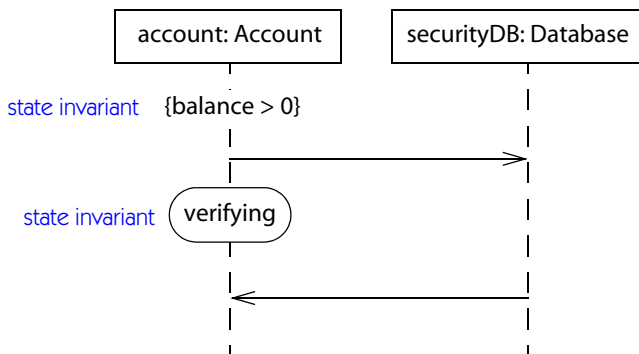 account: Account
securityDB: Database
state invariant {balance > 0}
state invariant verifying